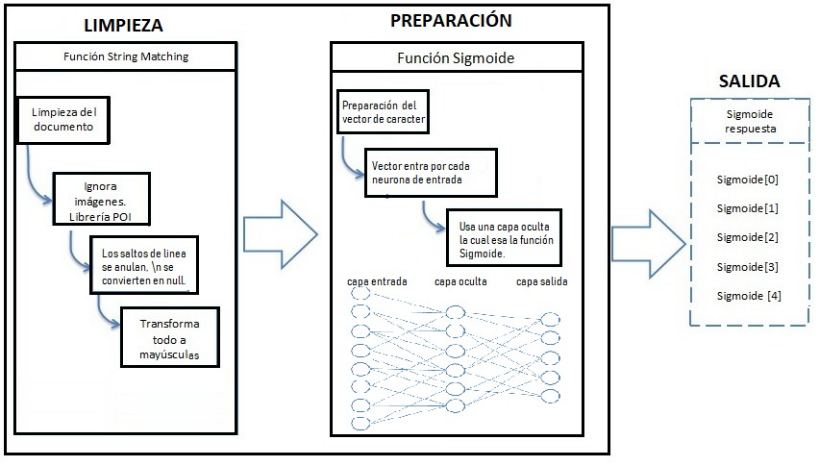 LIMPIEZA
Función String Matching
Limpieza del
documento
Ignora
imágenes.
Librería POI
Los saltos de linea
se anulan, \n se
convierten en null.
Transforma
todo a
mayúsculas
PREPARACIÓN
Función Sigmoide
Preparación del
vector de caracter
Vector entra por cada
neurona de entrada
Usa una capa oculta
la cual esa la función
Sigmoide.
capa entrada capa oculta capa salida
SALIDA
Sigmoide
respuesta
Sigmoide[0]
Sigmoide[1]
Sigmoide[2]
Sigmoide[3]
Sigmoide [4]